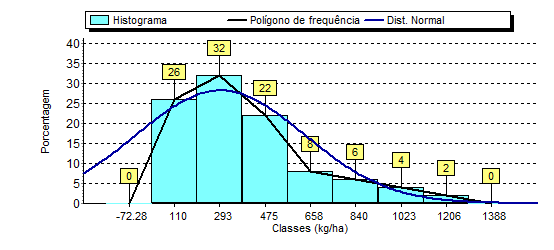 Histograma Polígono de frequência Dist. Normal
40
35
30
25
20
15
10
5
0
Porcentagem
0 26 32 22 8 6 4 2 0
-72.28 110 293 475 658 840 1023 1206 1388
Classes (kg/ha)